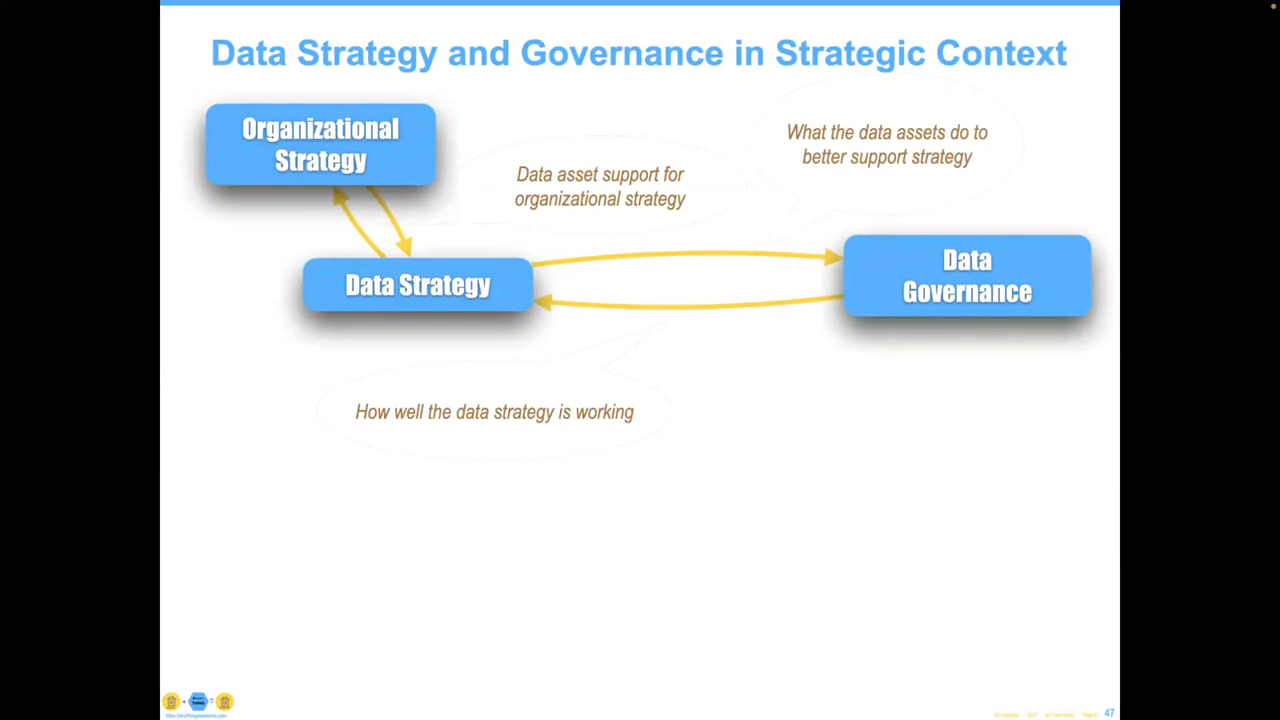 Data Strategy and Governance in Strategic Context
Organizational
Strategy
What the data assets do to
better support strategy
Data asset support for
organizational strategy
Data Strategy
Data
Governance
How well the data strategy is working
47